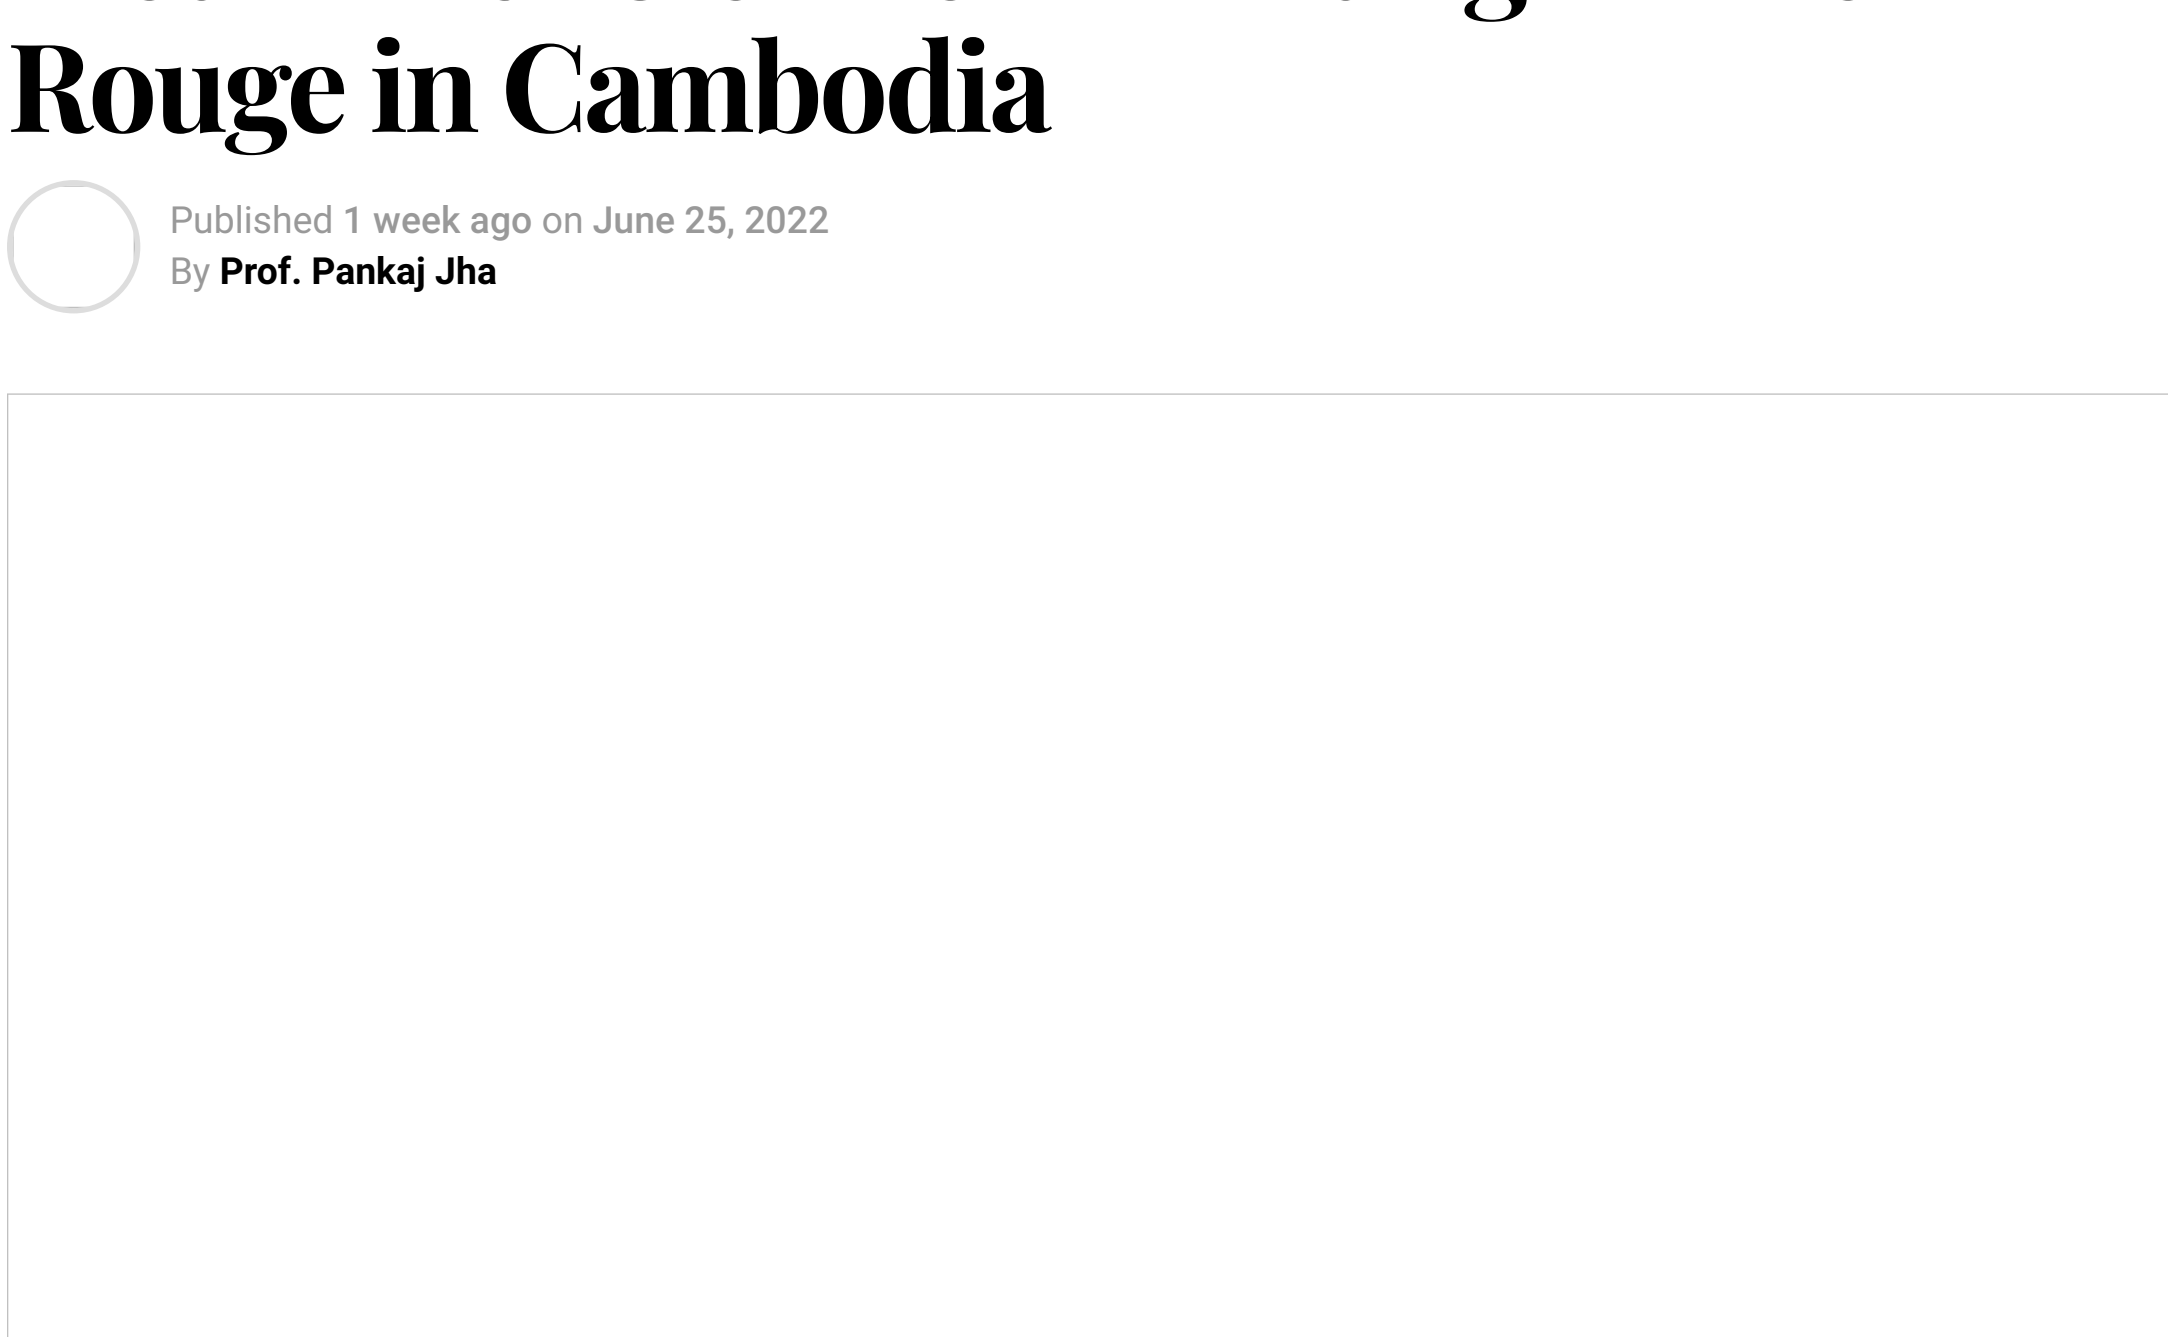 Rouge in Cambodia
Published 1 week ago on June 25, 2022
By Prof. Pankaj Jha